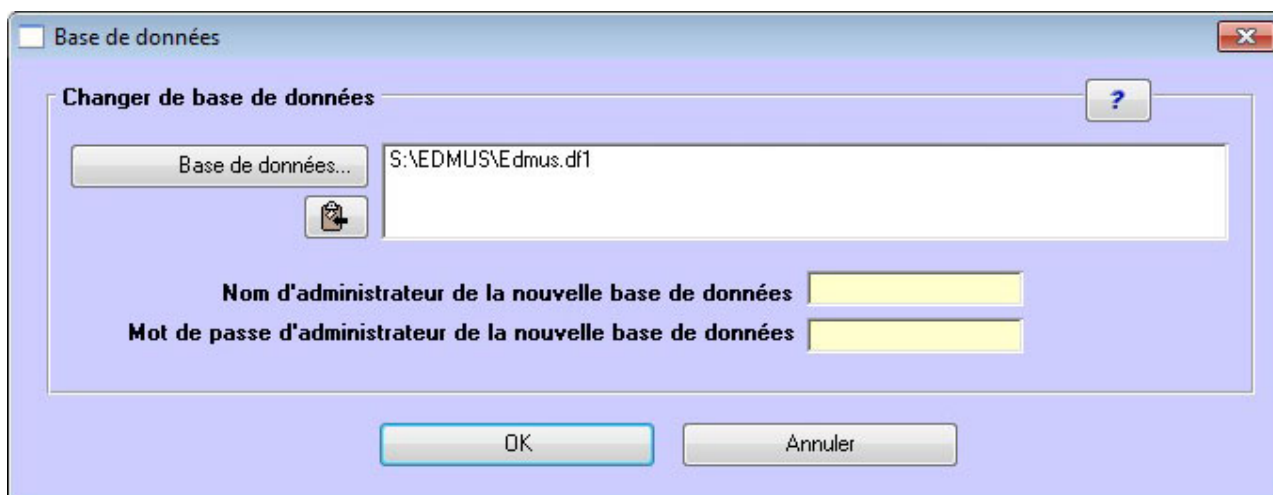 Base de données
Changer de base de données
?
Base de données...
S:\EDMUS\Edmus.df1
Nom d'administrateur de la nouvelle base de données
Mot de passe d'administrateur de la nouvelle base de données
OK
Annuler